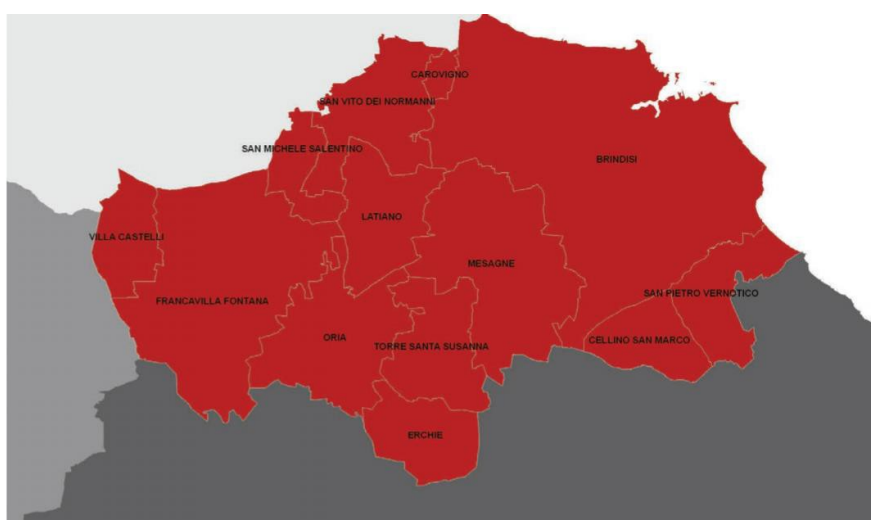 CAROVIGNO
SAN VITO DEI NORMANNI
SAN MICHELE SALENTINO
BRINDISI
LATIANO
VILLA CASTELLI
MESAGNE
FRANCAVILLA FONTANA
SAN PIETRO VERNOTICO
ORIA
TORRE SANTA SUSANNA
CELLINO SAN MARCO
ERCHIE